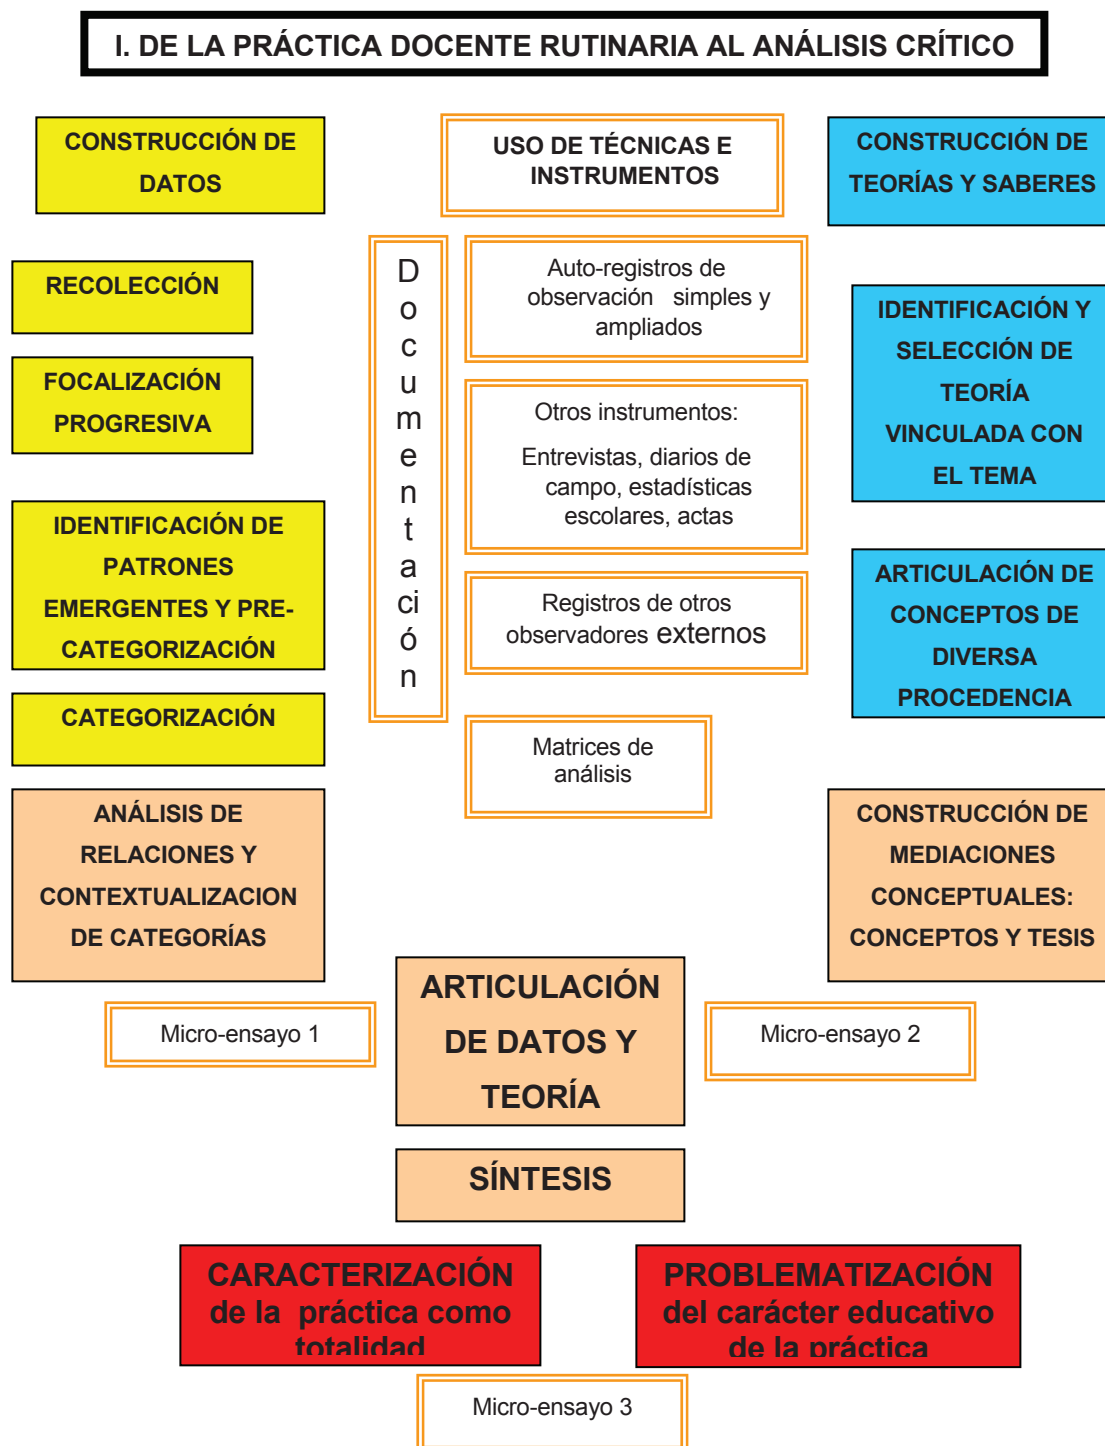 I. DE LA PRÁCTICA DOCENTE RUTINARIA AL ANÁLISIS CRÍTICO
CONSTRUCCIÓN DE
DATOS
RECOLECCIÓN
FOCALIZACIÓN
PROGRESIVA
IDENTIFICACIÓN DE
PATRONES
EMERGENTES Y PRE-
CATEGORIZACIÓN
CATEGORIZACIÓN
ANÁLISIS DE
RELACIONES Y
CONTEXTUALIZACION
DE CATEGORÍAS
USO DE TÉCNICAS E
INSTRUMENTOS
D
o
c
u
m
e
n
t
a
ci
ó
n
Auto-registros de
observación simples y
ampliados
Otros instrumentos:
Entrevistas, diarios de
campo, estadísticas
escolares, actas
Registros de otros
observadores externos
Matrices de
análisis
CONSTRUCCIÓN DE
TEORÍAS Y SABERES
IDENTIFICACIÓN Y
SELECCIÓN DE
TEORÍA
VINCULADA CON
EL TEMA
ARTICULACIÓN DE
CONCEPTOS DE
DIVERSA
PROCEDENCIA
CONSTRUCCIÓN DE
MEDIACIONES
CONCEPTUALES:
CONCEPTOS Y TESIS
Micro-ensayo 1
ARTICULACIÓN
DE DATOS Y
TEORÍA
Micro-ensayo 2
SÍNTESIS
CARACTERIZACIÓN
de la práctica como
totalidad
PROBLEMATIZACIÓN
del carácter educativo
de la práctica
Micro-ensayo 3